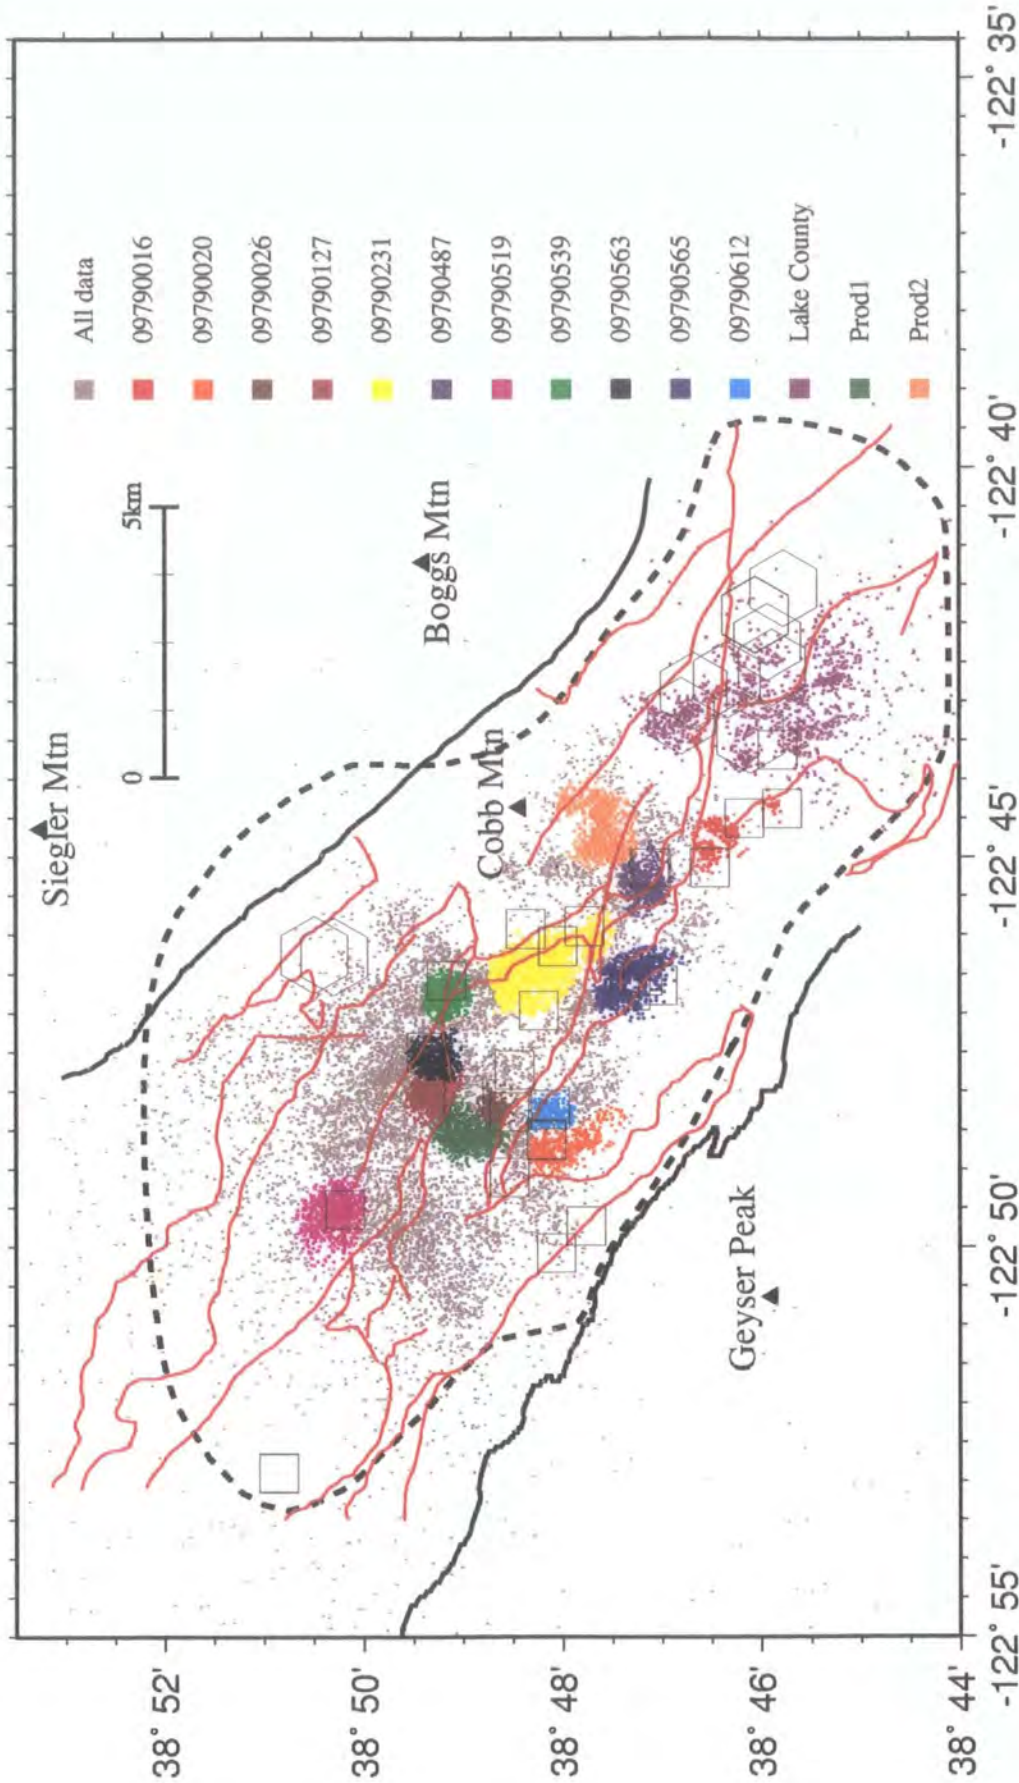 Siegler Mtn
0
5km
Boggs Mtn
Cobb Mtn
Geyser Peak
All data
09790016
09790020
09790026
09790127
09790231
09790487
09790519
09790539
09790563
09790565
09790612
Lake County
Prod1
Prod2
38° 52'
38° 50'
38° 48'
38° 46'
38° 44'
-122° 55'
-122° 50'
-122° 45'
-122° 40'
-122° 35'